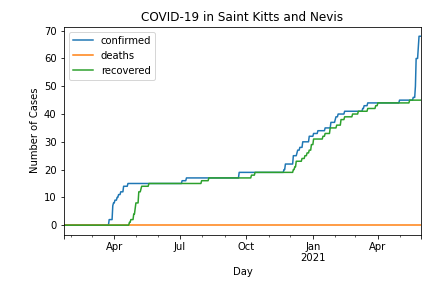 COVID-19 in Saint Kitts and Nevis
confirmed
deaths
recovered
Number of Cases
70
60
50
40
30
20
10
0
Apr Jul Oct Jan Apr
2021
Day